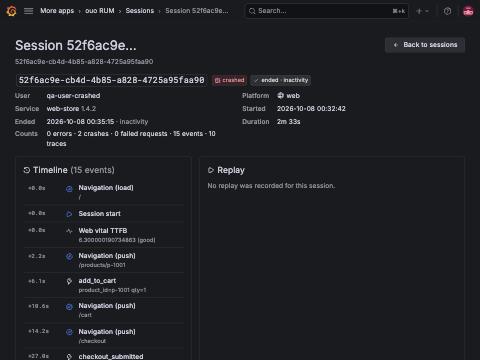 More apps › ouo RUM › Sessions › Session 52f6ac9e...
Search... ⌘+k
Session 52f6ac9e...
52f6ac9e-cb4d-4b85-a828-4725a95faa90
← Back to sessions
52f6ac9e-cb4d-4b85-a828-4725a95faa90 crashed ✓ ended · inactivity
User qa-user-crashed
Platform web
Service web-store 1.4.2
Started 2026-10-08 00:32:42
Ended 2026-10-08 00:35:15 · inactivity
Duration 2m 33s
Counts 0 errors · 2 crashes · 0 failed requests · 15 events · 10
traces
Timeline (15 events)
+0.0s Navigation (load)
/
+0.0s Session start
+0.0s Web vital TTFB
6.300000190734863 (good)
+2.2s Navigation (push)
/products/p-1001
+6.1s add_to_cart
product_id=p-1001 qty=1
+10.6s Navigation (push)
/cart
+14.2s Navigation (push)
/checkout
+27.0s checkout_submitted
Replay
No replay was recorded for this session.